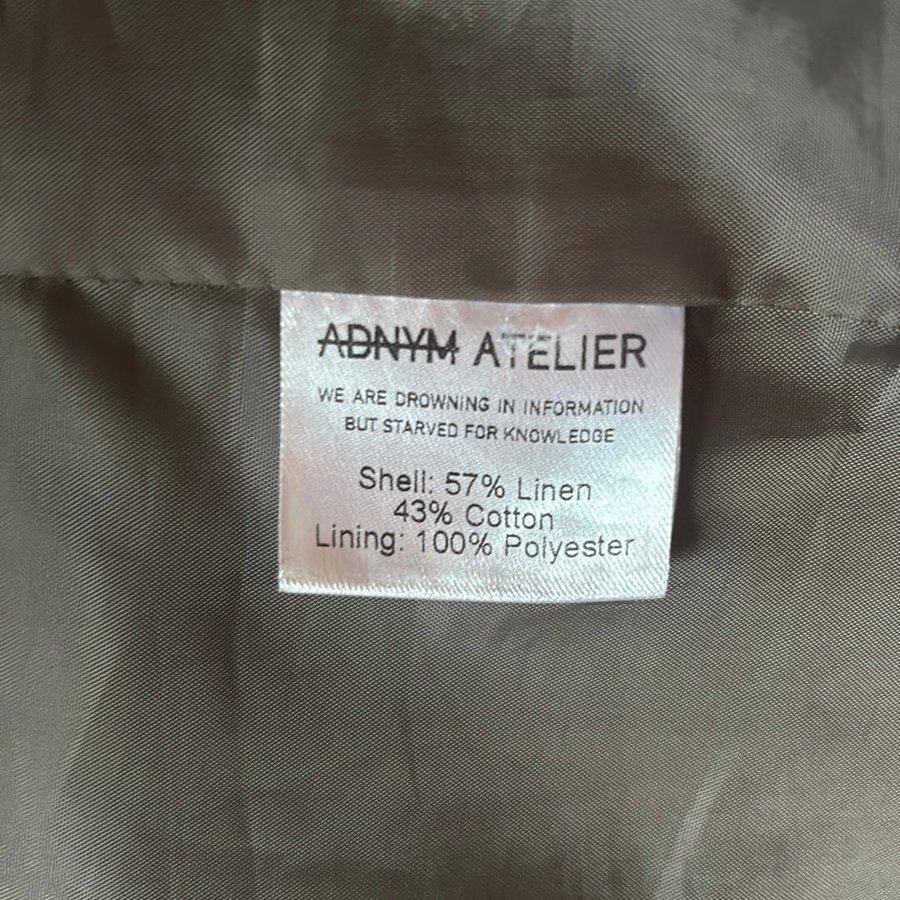 ADNYM ATELIER
WE ARE DROWNING IN INFORMATION
BUT STARVED FOR KNOWLEDGE
Shell: 57% Linen
43% Cotton
Lining: 100% Polyester